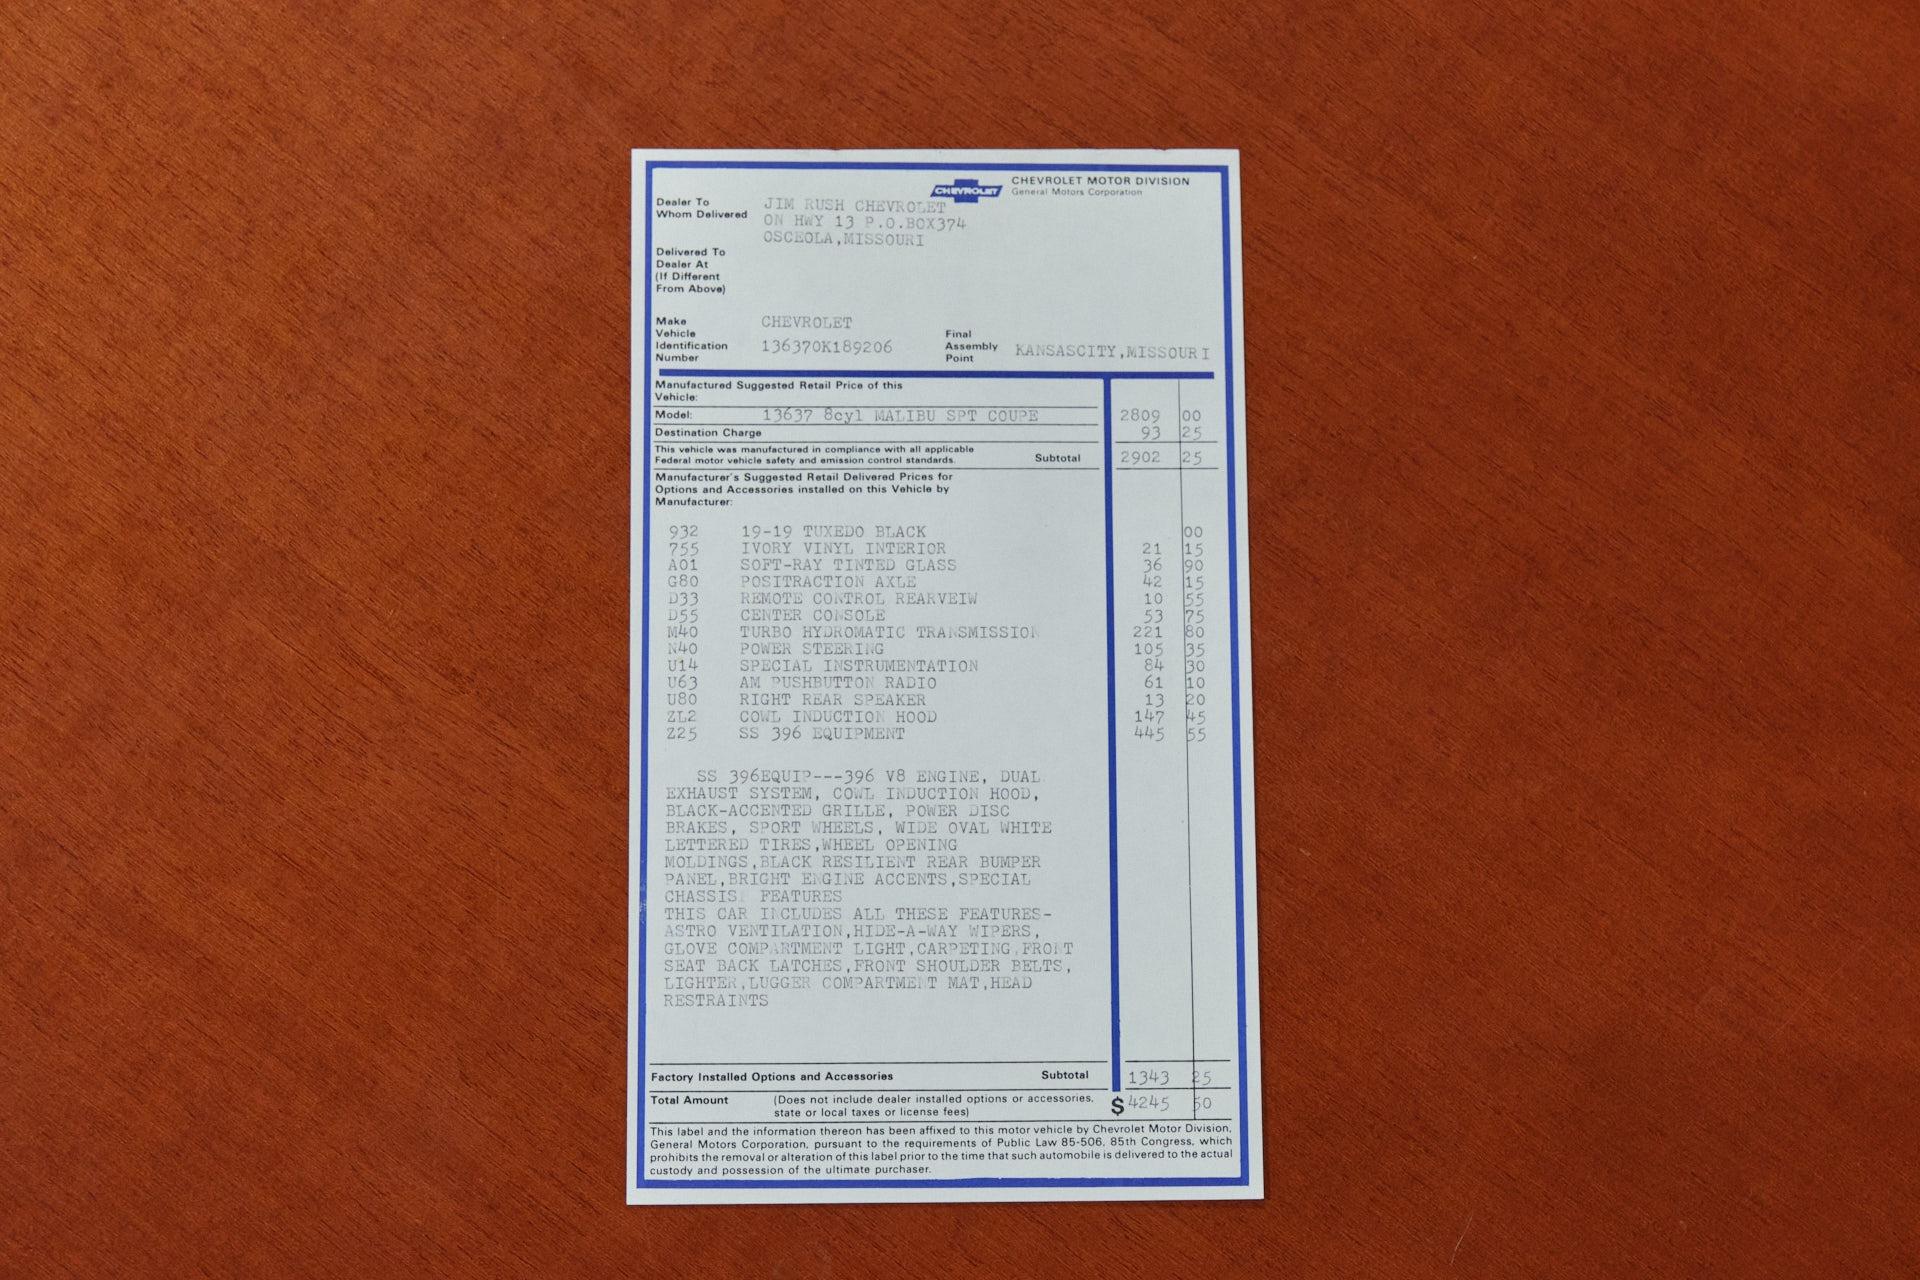 CHEVROLET
CHEVROLET MOTOR DIVISION
General Motors Corporation
Dealer To
Whom Delivered
JIM RUSH CHEVROLET
ON HWY 13 P.O.BOX374
OSCEOLA,MISSOURI
Delivered To
Dealer At
(If Different
From Above)
Make CHEVROLET
Vehicle
Identification 136370K189206
Number
Final
Assembly KANSASCITY,MISSOURI
Point
Manufactured Suggested Retail Price of this
Vehicle:
Model: 13637 8cyl MALIBU SPT COUPE 2809 00
Destination Charge 93 25
This vehicle was manufactured in compliance with all applicable
Federal motor vehicle safety and emission control standards. Subtotal 2902 25
Manufacturer's Suggested Retail Delivered Prices for
Options and Accessories installed on this Vehicle by
Manufacturer:
932 19-19 TUXEDO BLACK 00
755 IVORY VINYL INTERIOR 21 15
A01 SOFT-RAY TINTED GLASS 36 90
G80 POSITRACTION AXLE 42 15
D33 REMOTE CONTROL REARVEIW 10 55
D55 CENTER CONSOLE 53 75
M40 TURBO HYDROMATIC TRANSMISSION 221 80
N40 POWER STEERING 105 35
U14 SPECIAL INSTRUMENTATION 84 30
U63 AM PUSHBUTTON RADIO 61 10
U80 RIGHT REAR SPEAKER 13 20
ZL2 COWL INDUCTION HOOD 147 45
Z25 SS 396 EQUIPMENT 445 55
SS 396EQUIP---396 V8 ENGINE, DUAL
EXHAUST SYSTEM, COWL INDUCTION HOOD,
BLACK-ACCENTED GRILLE, POWER DISC
BRAKES, SPORT WHEELS, WIDE OVAL WHITE
LETTERED TIRES,WHEEL OPENING
MOLDINGS,BLACK RESILIENT REAR BUMPER
PANEL,BRIGHT ENGINE ACCENTS,SPECIAL
CHASSIS FEATURES
THIS CAR INCLUDES ALL THESE FEATURES-
ASTRO VENTILATION,HIDE-A-WAY WIPERS,
GLOVE COMPARTMENT LIGHT,CARPETING,FRONT
SEAT BACK LATCHES,FRONT SHOULDER BELTS,
LIGHTER,LUGGER COMPARTMENT MAT,HEAD
RESTRAINTS
Factory Installed Options and Accessories Subtotal 1343 25
Total Amount (Does not include dealer installed options or accessories, $4245 50
state or local taxes or license fees)
This label and the information thereon has been affixed to this motor vehicle by Chevrolet Motor Division,
General Motors Corporation, pursuant to the requirements of Public Law 85-506, 85th Congress, which
prohibits the removal or alteration of this label prior to the time that such automobile is delivered to the actual
custody and possession of the ultimate purchaser.